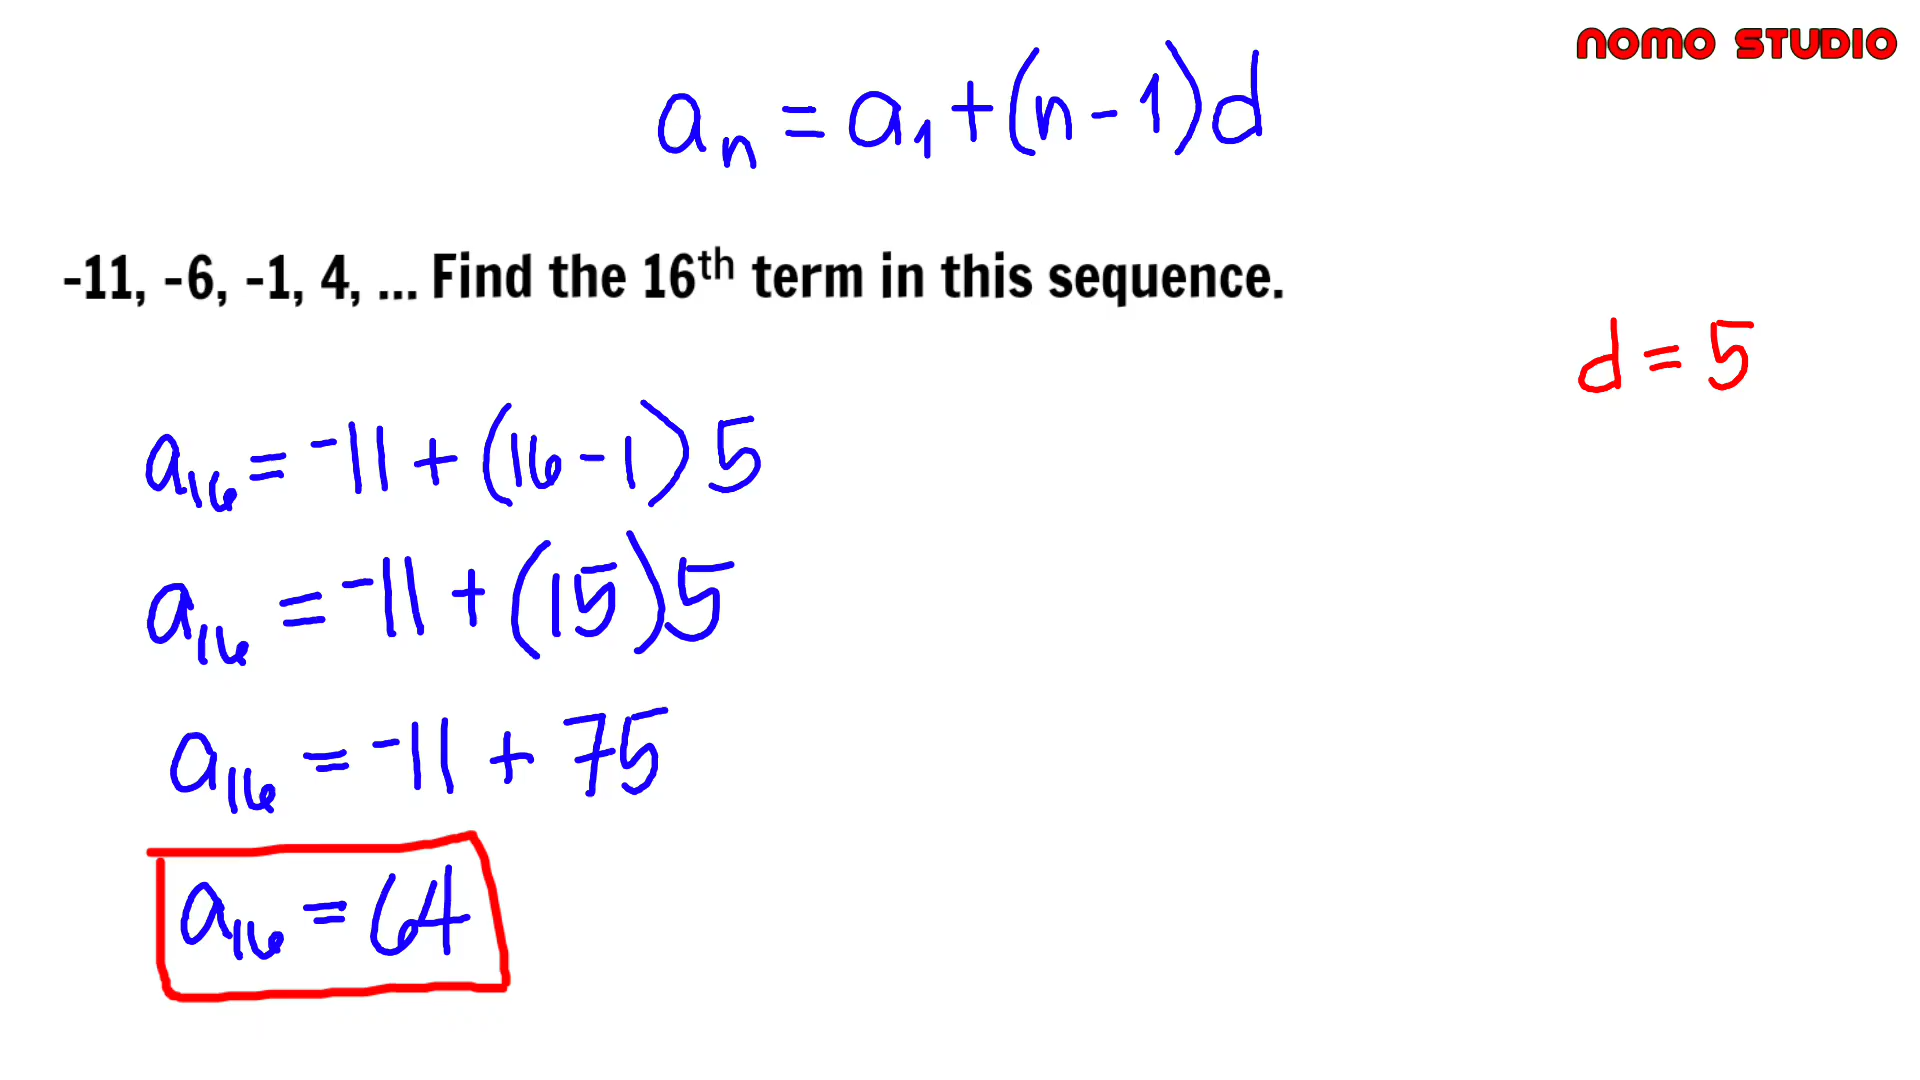 NOMO STUDIO
aₙ = a₁ + (n - 1)d
-11, -6, -1, 4, ... Find the 16ᵗʰ term in this sequence.
d = 5
a₁₆ = -11 + (16 - 1) 5
a₁₆ = -11 + (15)5
a₁₆ = -11 + 75
a₁₆ = 64